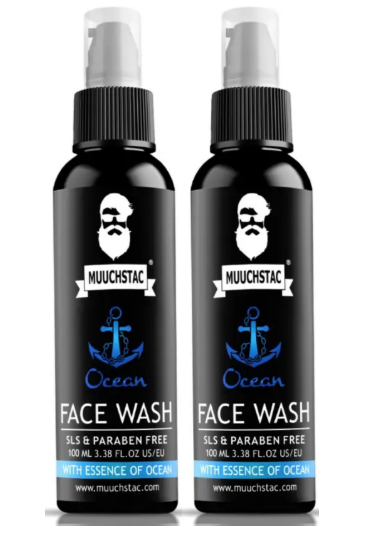 MUUCHSTAC®
Ocean
FACE WASH
SLS & PARABEN FREE
100 ML 3.38 FL.OZ US/EU
WITH ESSENCE OF OCEAN
www.muuchstac.com
MUUCHSTAC®
Ocean
FACE WASH
SLS & PARABEN FREE
100 ML 3.38 FL.OZ US/EU
WITH ESSENCE OF OCEAN
www.muuchstac.com